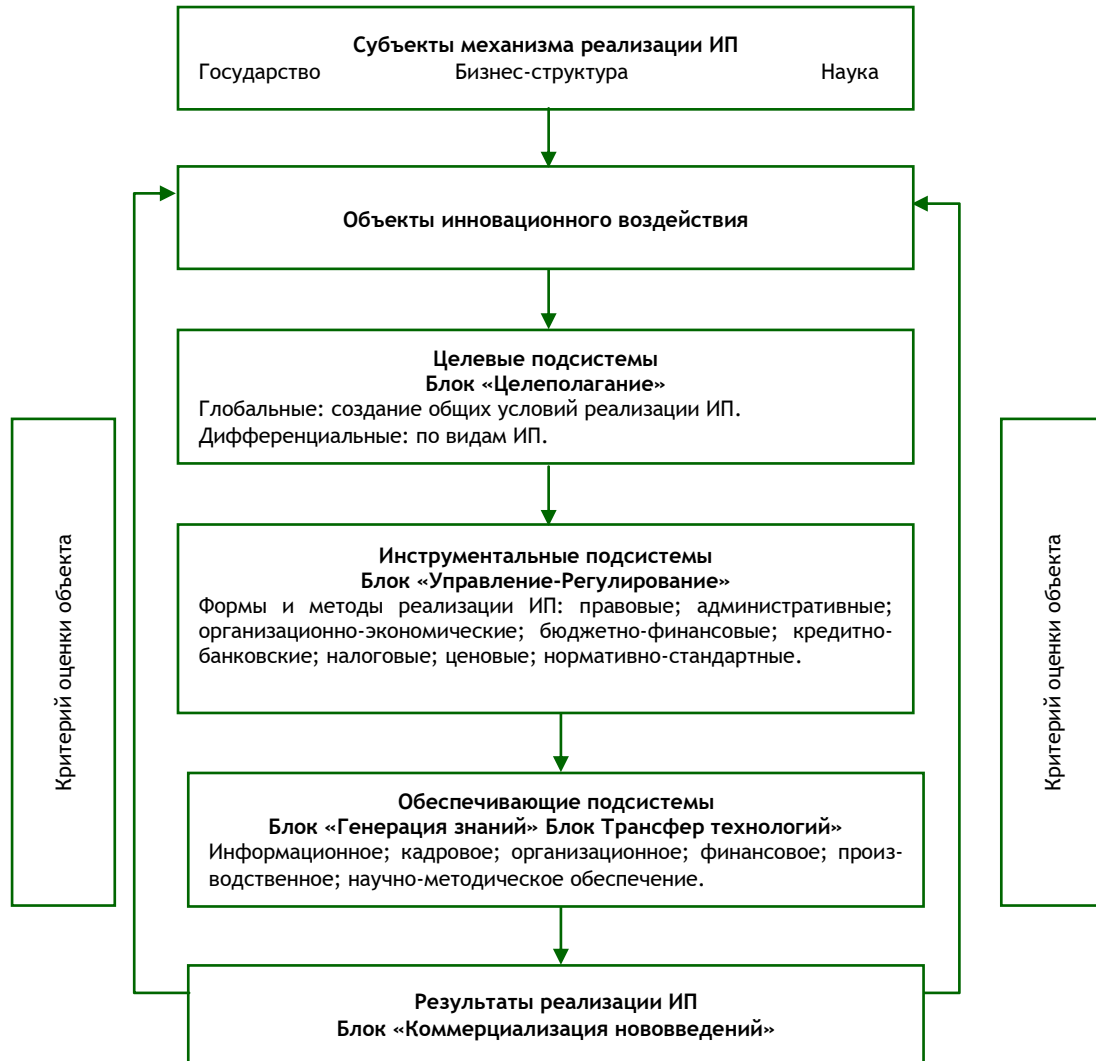 Субъекты механизма реализации ИП
Государство Бизнес-структура Наука
Объекты инновационного воздействия
Целевые подсистемы
Блок «Целеполагание»
Глобальные: создание общих условий реализации ИП.
Дифференциальные: по видам ИП.
Критерий оценки объекта
Критерий оценки объекта
Инструментальные подсистемы
Блок «Управление-Регулирование»
Формы и методы реализации ИП: правовые; административные;
организационно-экономические; бюджетно-финансовые; кредитно-
банковские; налоговые; ценовые; нормативно-стандартные.
Обеспечивающие подсистемы
Блок «Генерация знаний» Блок Трансфер технологий»
Информационное; кадровое; организационное; финансовое; произ-
водственное; научно-методическое обеспечение.
Результаты реализации ИП
Блок «Коммерциализация нововведений»